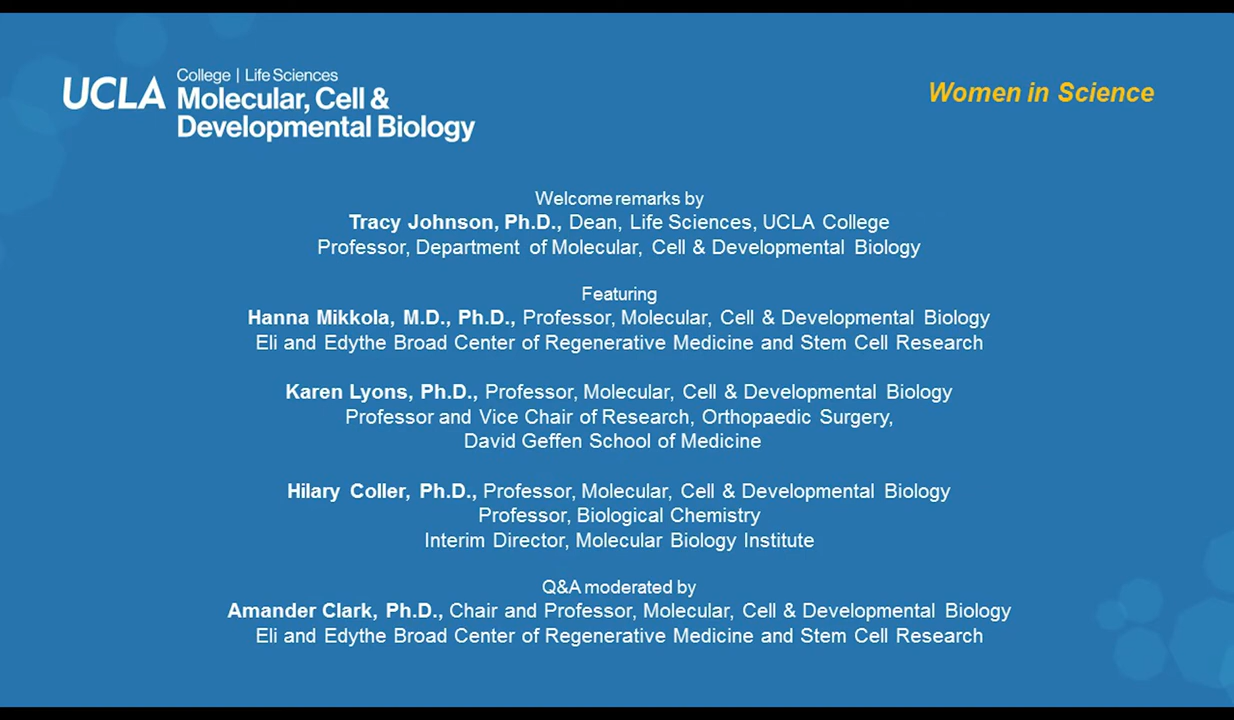 UCLA College | Life Sciences
Molecular, Cell &
Developmental Biology
Women in Science
Welcome remarks by
Tracy Johnson, Ph.D., Dean, Life Sciences, UCLA College
Professor, Department of Molecular, Cell & Developmental Biology
Featuring
Hanna Mikkola, M.D., Ph.D., Professor, Molecular, Cell & Developmental Biology
Eli and Edythe Broad Center of Regenerative Medicine and Stem Cell Research
Karen Lyons, Ph.D., Professor, Molecular, Cell & Developmental Biology
Professor and Vice Chair of Research, Orthopaedic Surgery,
David Geffen School of Medicine
Hilary Coller, Ph.D., Professor, Molecular, Cell & Developmental Biology
Professor, Biological Chemistry
Interim Director, Molecular Biology Institute
Q&A moderated by
Amander Clark, Ph.D., Chair and Professor, Molecular, Cell & Developmental Biology
Eli and Edythe Broad Center of Regenerative Medicine and Stem Cell Research